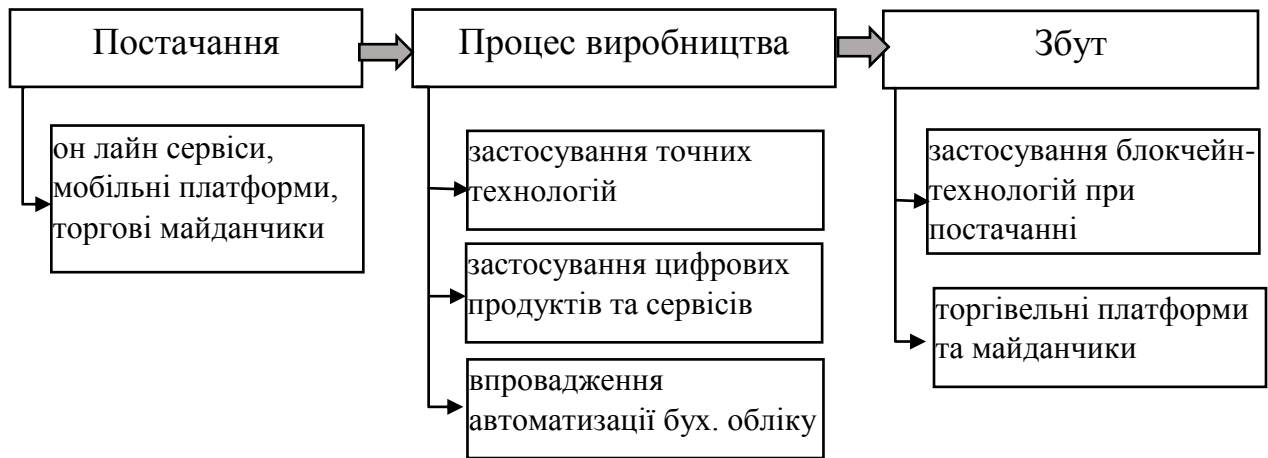 Постачання
Процес виробництва
Збут
он лайн сервіси,
мобільні платформи,
торгові майданчики
застосування точних
технологій
застосування цифрових
продуктів та сервісів
впровадження
автоматизації бух. обліку
застосування блокчейн-
технологій при
постачанні
торгівельні платформи
та майданчики